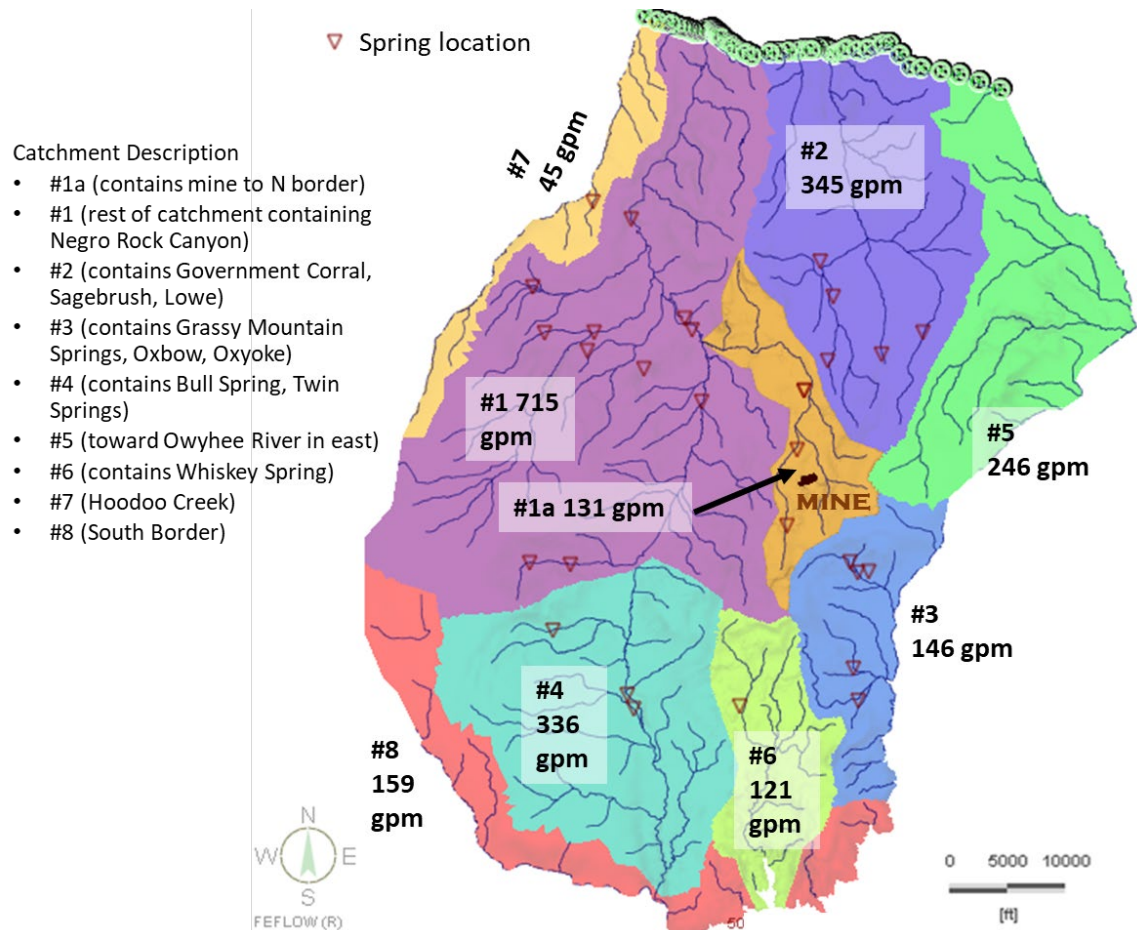 Spring location
Catchment Description
• #1a (contains mine to N border)
• #1 (rest of catchment containing
Negro Rock Canyon)
• #2 (contains Government Corral,
Sagebrush, Lowe)
• #3 (contains Grassy Mountain
Springs, Oxbow, Oxyoke)
• #4 (contains Bull Spring, Twin
Springs)
• #5 (toward Owyhee River in east)
• #6 (contains Whiskey Spring)
• #7 (Hoodoo Creek)
• #8 (South Border)
#7
45 gpm
#2
345 gpm
#1 715
gpm
#5
246 gpm
#1a 131 gpm
MINE
#3
146 gpm
#4
336
gpm
#6
121
gpm
#8
159
gpm
N
W E
S
FEFLOW (R)
50
0 5000 10000
[ft]